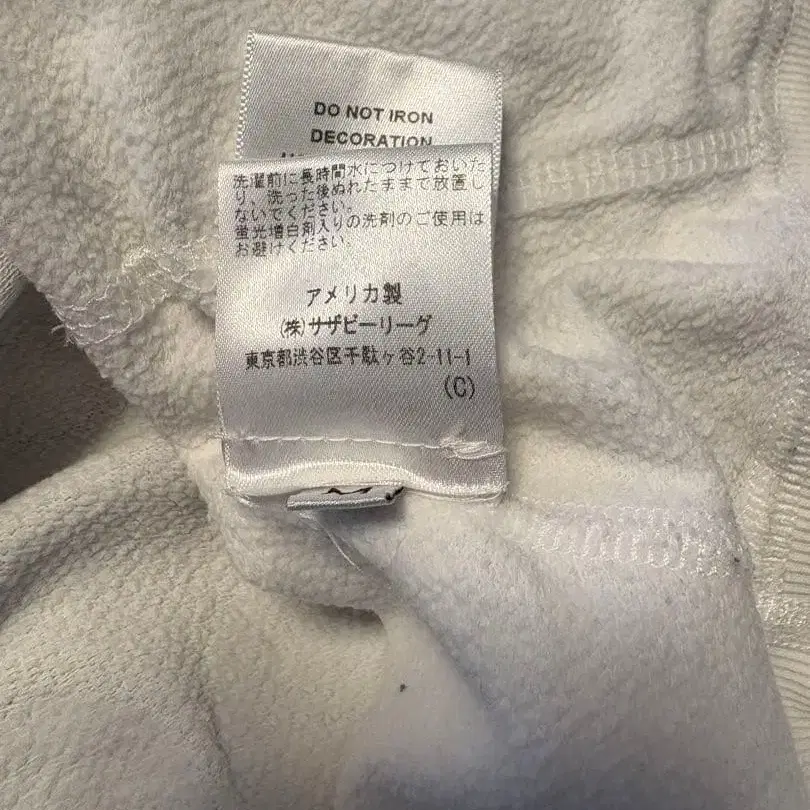 DO NOT IRON
DECORATION
洗濯前に長時間水につけておいた
り、洗った後ぬれたままで放置し
ないでください。
蛍光増白剤入りの洗剤のご使用は
お避けください。
アメリカ製
(株)サザビーリーグ
東京都渋谷区千駄ヶ谷2-11-1
(C)